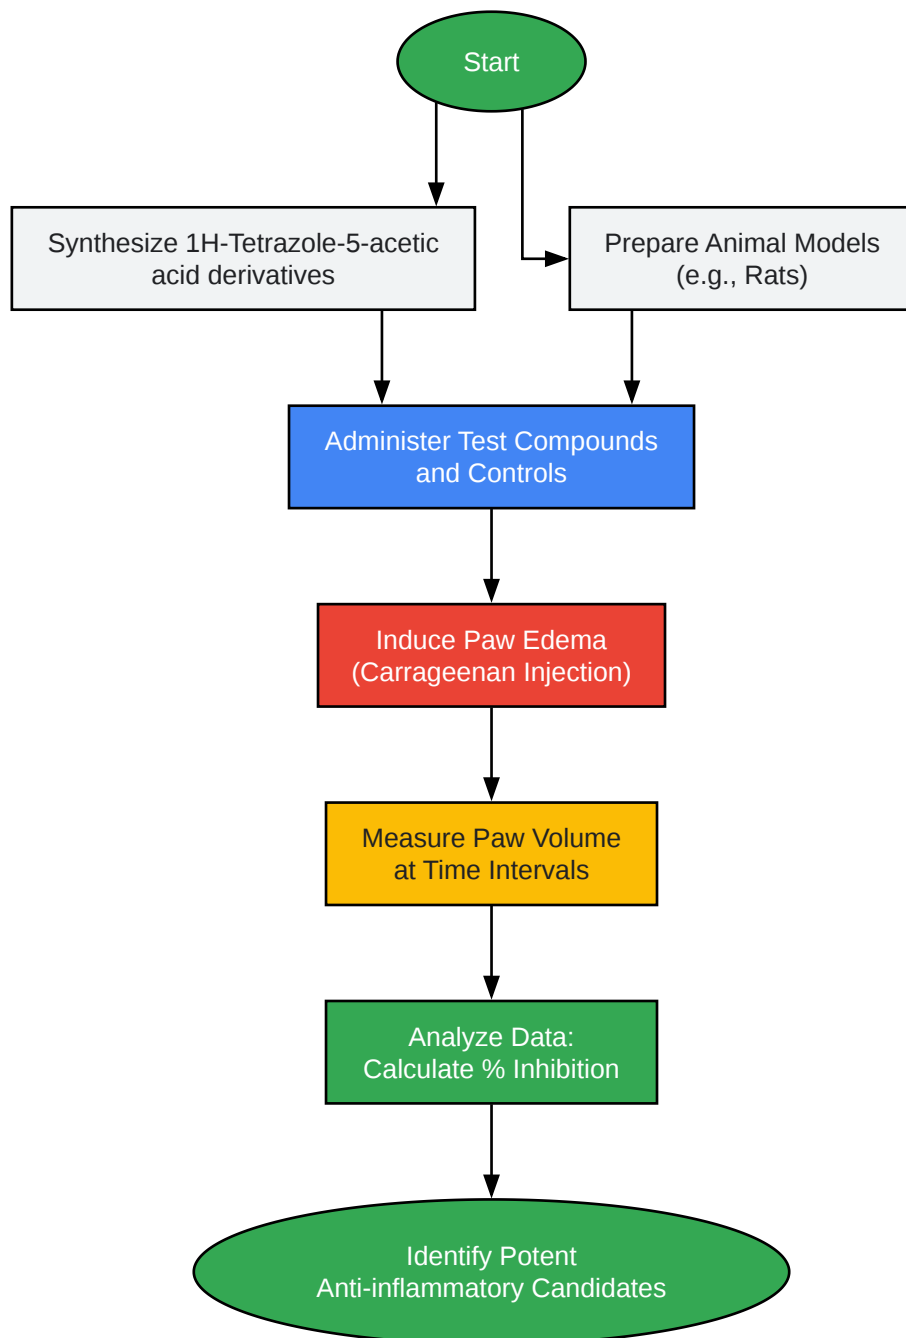 Start
Synthesize 1H-Tetrazole-5-acetic
acid derivatives
Prepare Animal Models
(e.g., Rats)
Administer Test Compounds
and Controls
Induce Paw Edema
(Carrageenan Injection)
Measure Paw Volume
at Time Intervals
Analyze Data:
Calculate % Inhibition
Identify Potent
Anti-inflammatory Candidates